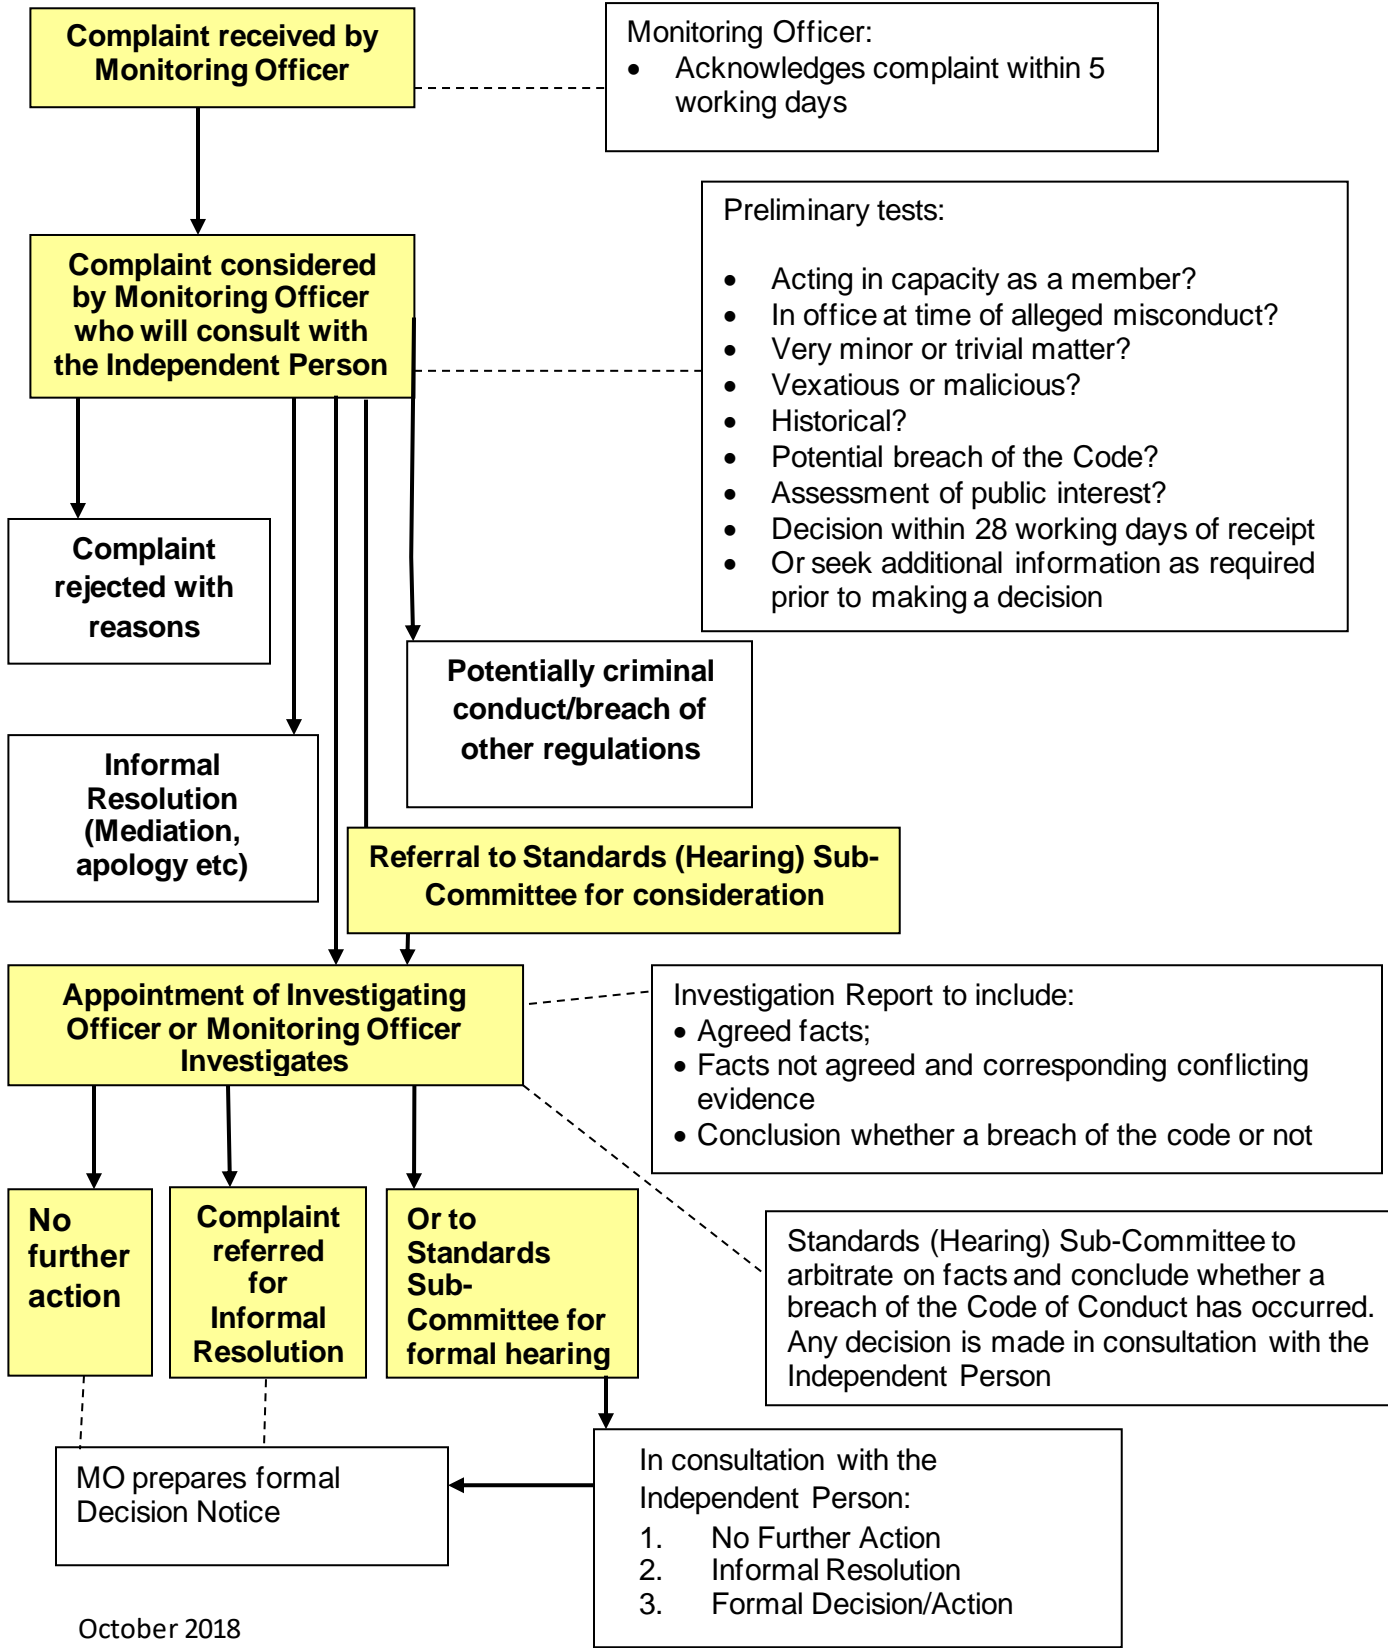 Complaint received by
Monitoring Officer
Monitoring Officer:
• Acknowledges complaint within 5
working days
Complaint considered
by Monitoring Officer
who will consult with
the Independent Person
Preliminary tests:
• Acting in capacity as a member?
• In office at time of alleged misconduct?
• Very minor or trivial matter?
• Vexatious or malicious?
• Historical?
• Potential breach of the Code?
• Assessment of public interest?
• Decision within 28 working days of receipt
• Or seek additional information as required
prior to making a decision
Complaint
rejected with
reasons
Potentially criminal
conduct/breach of
other regulations
Informal
Resolution
(Mediation,
apology etc)
Referral to Standards (Hearing) Sub-
Committee for consideration
Appointment of Investigating
Officer or Monitoring Officer
Investigates
Investigation Report to include:
• Agreed facts;
• Facts not agreed and corresponding conflicting
evidence
• Conclusion whether a breach of the code or not
No
further
action
Complaint
referred
for
Informal
Resolution
Or to
Standards
Sub-
Committee for
formal hearing
Standards (Hearing) Sub-Committee to
arbitrate on facts and conclude whether a
breach of the Code of Conduct has occurred.
Any decision is made in consultation with the
Independent Person
MO prepares formal
Decision Notice
In consultation with the
Independent Person:
1. No Further Action
2. Informal Resolution
3. Formal Decision/Action
October 2018